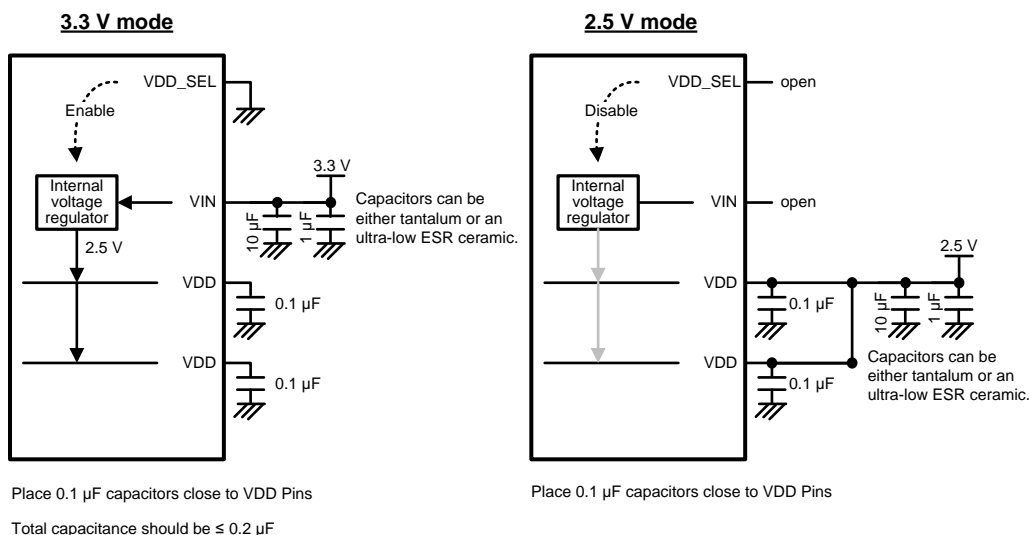 3.3 V mode
VDD_SEL
Enable
Internal
voltage
regulator
VIN
3.3 V
10 µF
1 µF
Capacitors can be
either tantalum or an
ultra-low ESR ceramic.
2.5 V
VDD
0.1 µF
VDD
0.1 µF
Place 0.1 µF capacitors close to VDD Pins
Total capacitance should be ≤ 0.2 µF
2.5 V mode
VDD_SEL
open
Disable
Internal
voltage
regulator
VIN
open
2.5 V
VDD
0.1 µF
10 µF
1 µF
VDD
0.1 µF
Capacitors can be
either tantalum or an
ultra-low ESR ceramic.
Place 0.1 µF capacitors close to VDD Pins